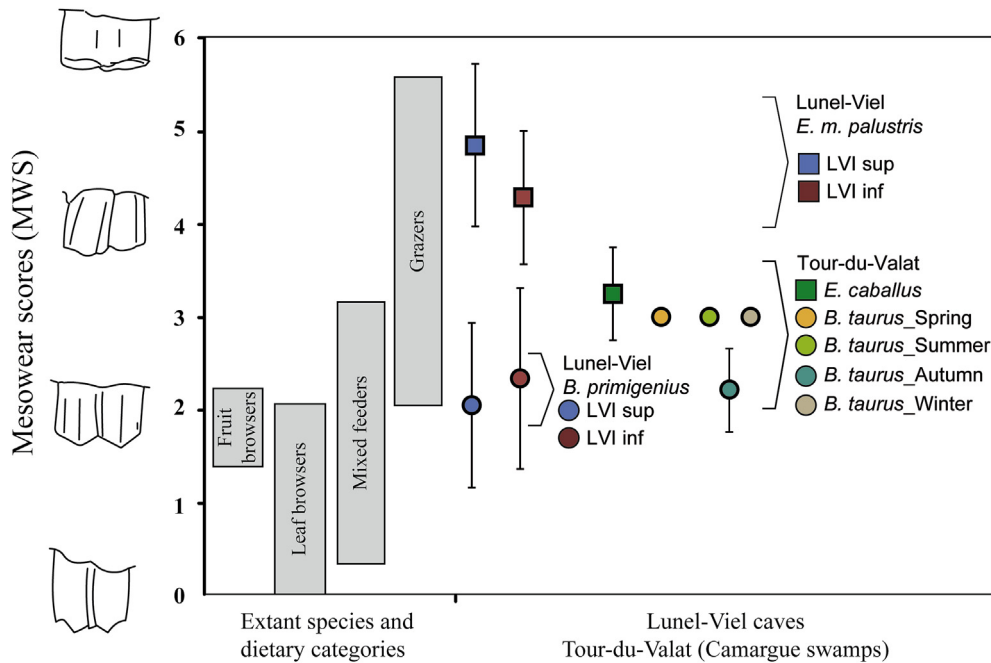 Mesowear scores (MWS)
6
5
4
3
2
1
0
Fruit
browsers
Leaf browsers
Mixed feeders
Grazers
Lunel-Viel
E. m. palustris
LVI sup
LVI inf
Tour-du-Valat
E. caballus
B. taurus_Spring
B. taurus_Summer
B. taurus_Autumn
B. taurus_Winter
Lunel-Viel
B. primigenius
LVI sup
LVI inf
Extant species and
dietary categories
Lunel-Viel caves
Tour-du-Valat (Camargue swamps)